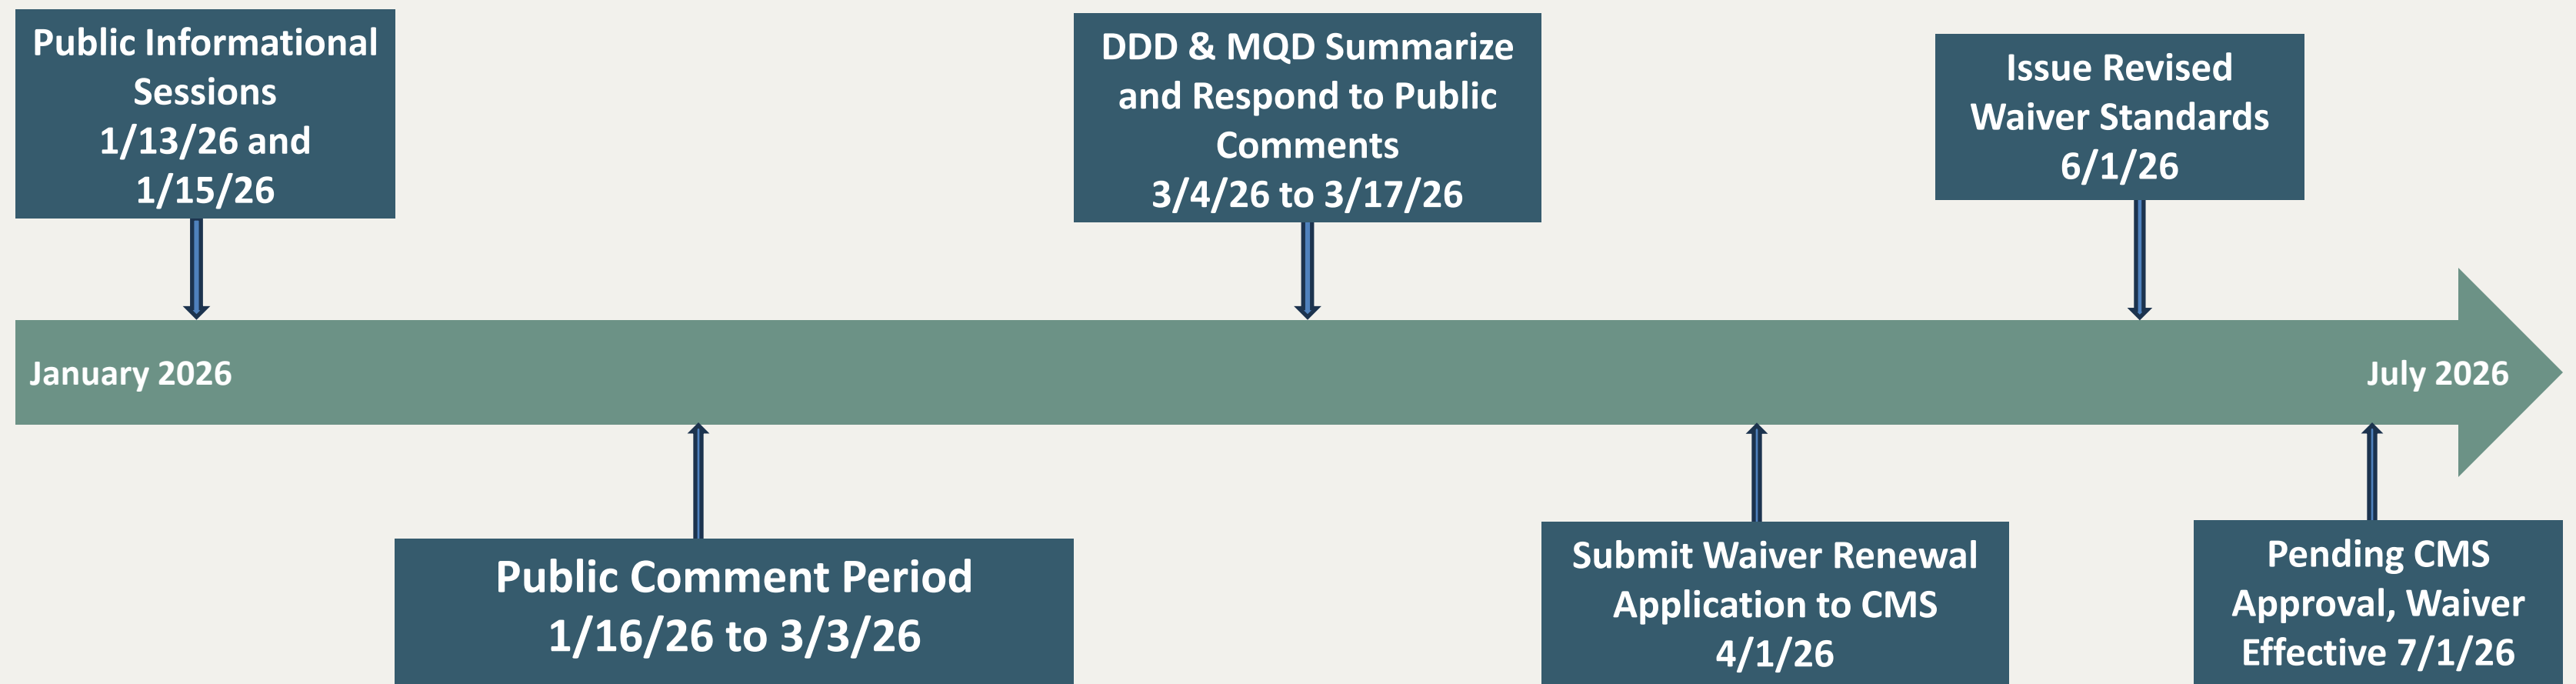 Public Informational
Sessions
1/13/26 and
1/15/26
DDD & MQD Summarize
and Respond to Public
Comments
3/4/26 to 3/17/26
Issue Revised
Waiver Standards
6/1/26
January 2026
July 2026
Public Comment Period
1/16/26 to 3/3/26
Submit Waiver Renewal
Application to CMS
4/1/26
Pending CMS
Approval, Waiver
Effective 7/1/26